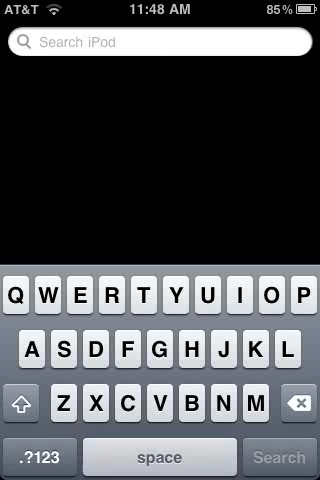 AT&T 11:48 AM 85%
Search iPod
Q W E R T Y U I O P
A S D F G H J K L
Z X C V B N M
.?123 space Search